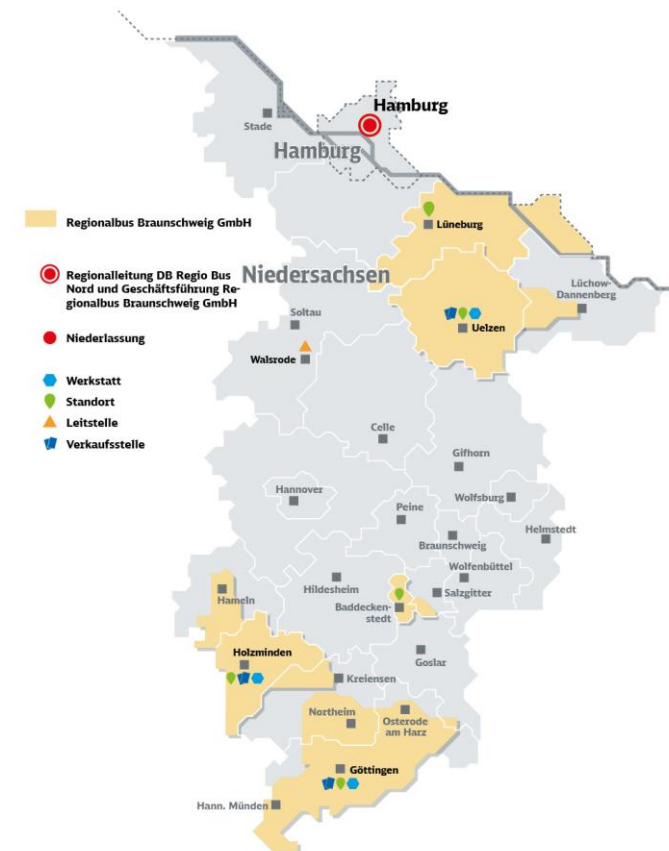 Hamburg
Stade
Hamburg
Regionalbus Braunschweig GmbH
Lüneburg
Regionalleitung DB Regio Bus
Nord und Geschäftsführung Re-
gionalbus Braunschweig GmbH
Niedersachsen
Lüchow-
Dannenberg
Soltau
Uelzen
Niederlassung
Walsrode
Werkstatt
Standort
Leitstelle
Verkaufsstelle
Celle
Gifhorn
Hannover
Wolfsburg
Peine
Helmstedt
Braunschweig
Wolfenbüttel
Hildesheim
Salzgitter
Hameln
Baddecken-
stedt
Holzminden
Goslar
Kreiensen
Northeim
Osterode
am Harz
Göttingen
Hann. Münden